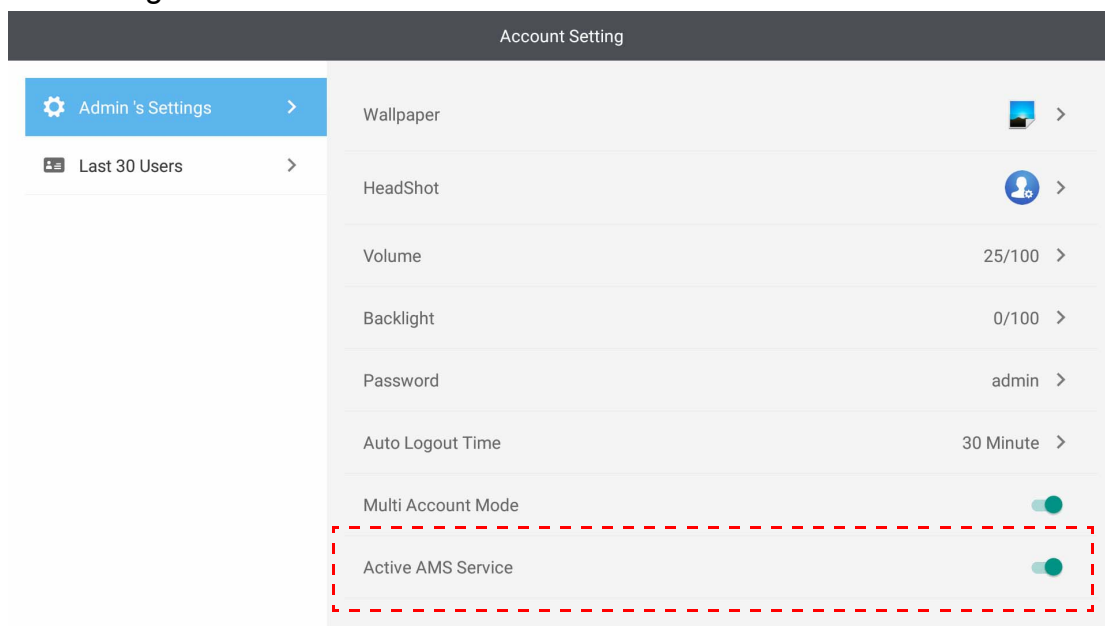 Account Setting
Admin 's Settings
Last 30 Users
Wallpaper
HeadShot
Volume 25/100
Backlight 0/100
Password admin
Auto Logout Time 30 Minute
Multi Account Mode
Active AMS Service